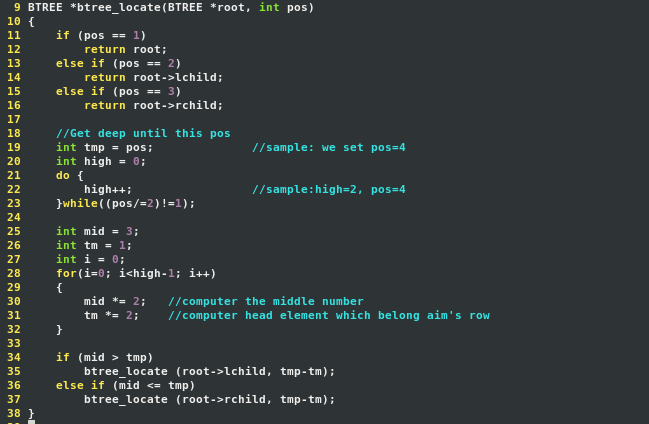 9 BTREE *btree_locate(BTREE *root, int pos)
10 {
11     if (pos == 1)
12         return root;
13     else if (pos == 2)
14         return root->lchild;
15     else if (pos == 3)
16         return root->rchild;
17
18     //Get deep until this pos
19     int tmp = pos;              //sample: we set pos=4
20     int high = 0;
21     do {
22         high++;                 //sample:high=2, pos=4
23     }while((pos/=2)!=1);
24
25     int mid = 3;
26     int tm = 1;
27     int i = 0;
28     for(i=0; i<high-1; i++)
29     {
30         mid *= 2;   //computer the middle number
31         tm *= 2;    //computer head element which belong aim's row
32     }
33
34     if (mid > tmp)
35         btree_locate (root->lchild, tmp-tm);
36     else if (mid <= tmp)
37         btree_locate (root->rchild, tmp-tm);
38 }